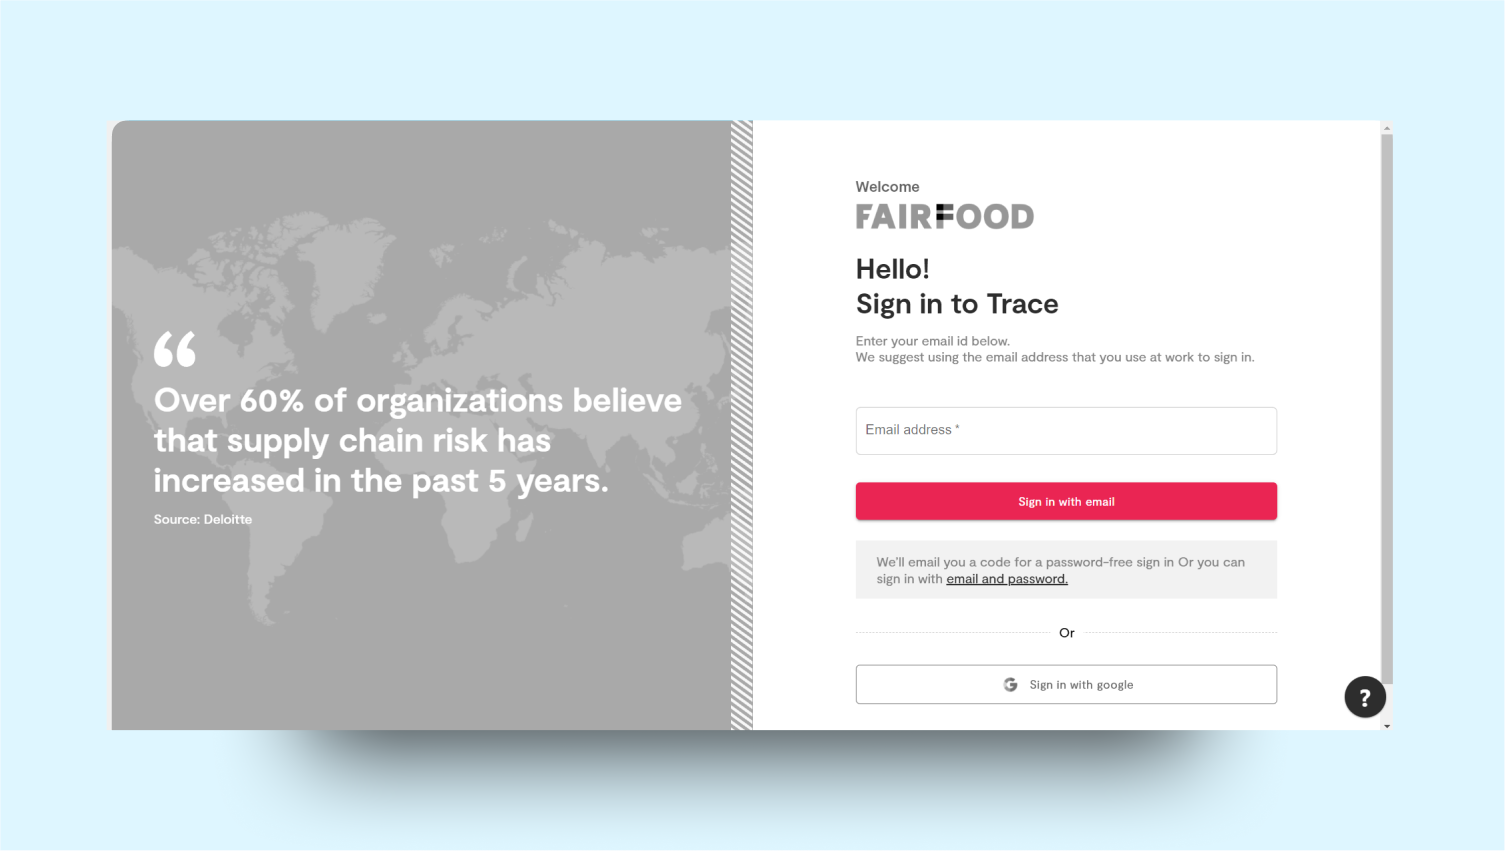 “
Over 60% of organizations believe
that supply chain risk has
increased in the past 5 years.
Source: Deloitte
Welcome
FAIRFOOD
Hello!
Sign in to Trace
Enter your email id below.
We suggest using the email address that you use at work to sign in.
Email address *
Sign in with email
We'll email you a code for a password-free sign in Or you can
sign in with email and password.
Or
G Sign in with google
?